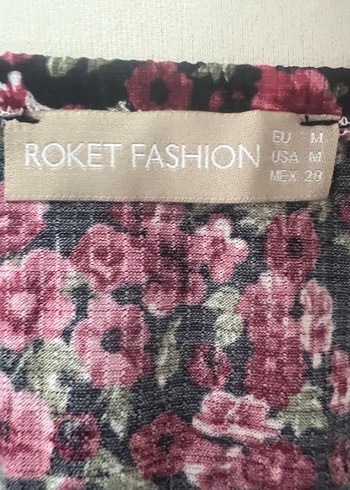 ROKET FASHION
EU M
USA M
MEX 28